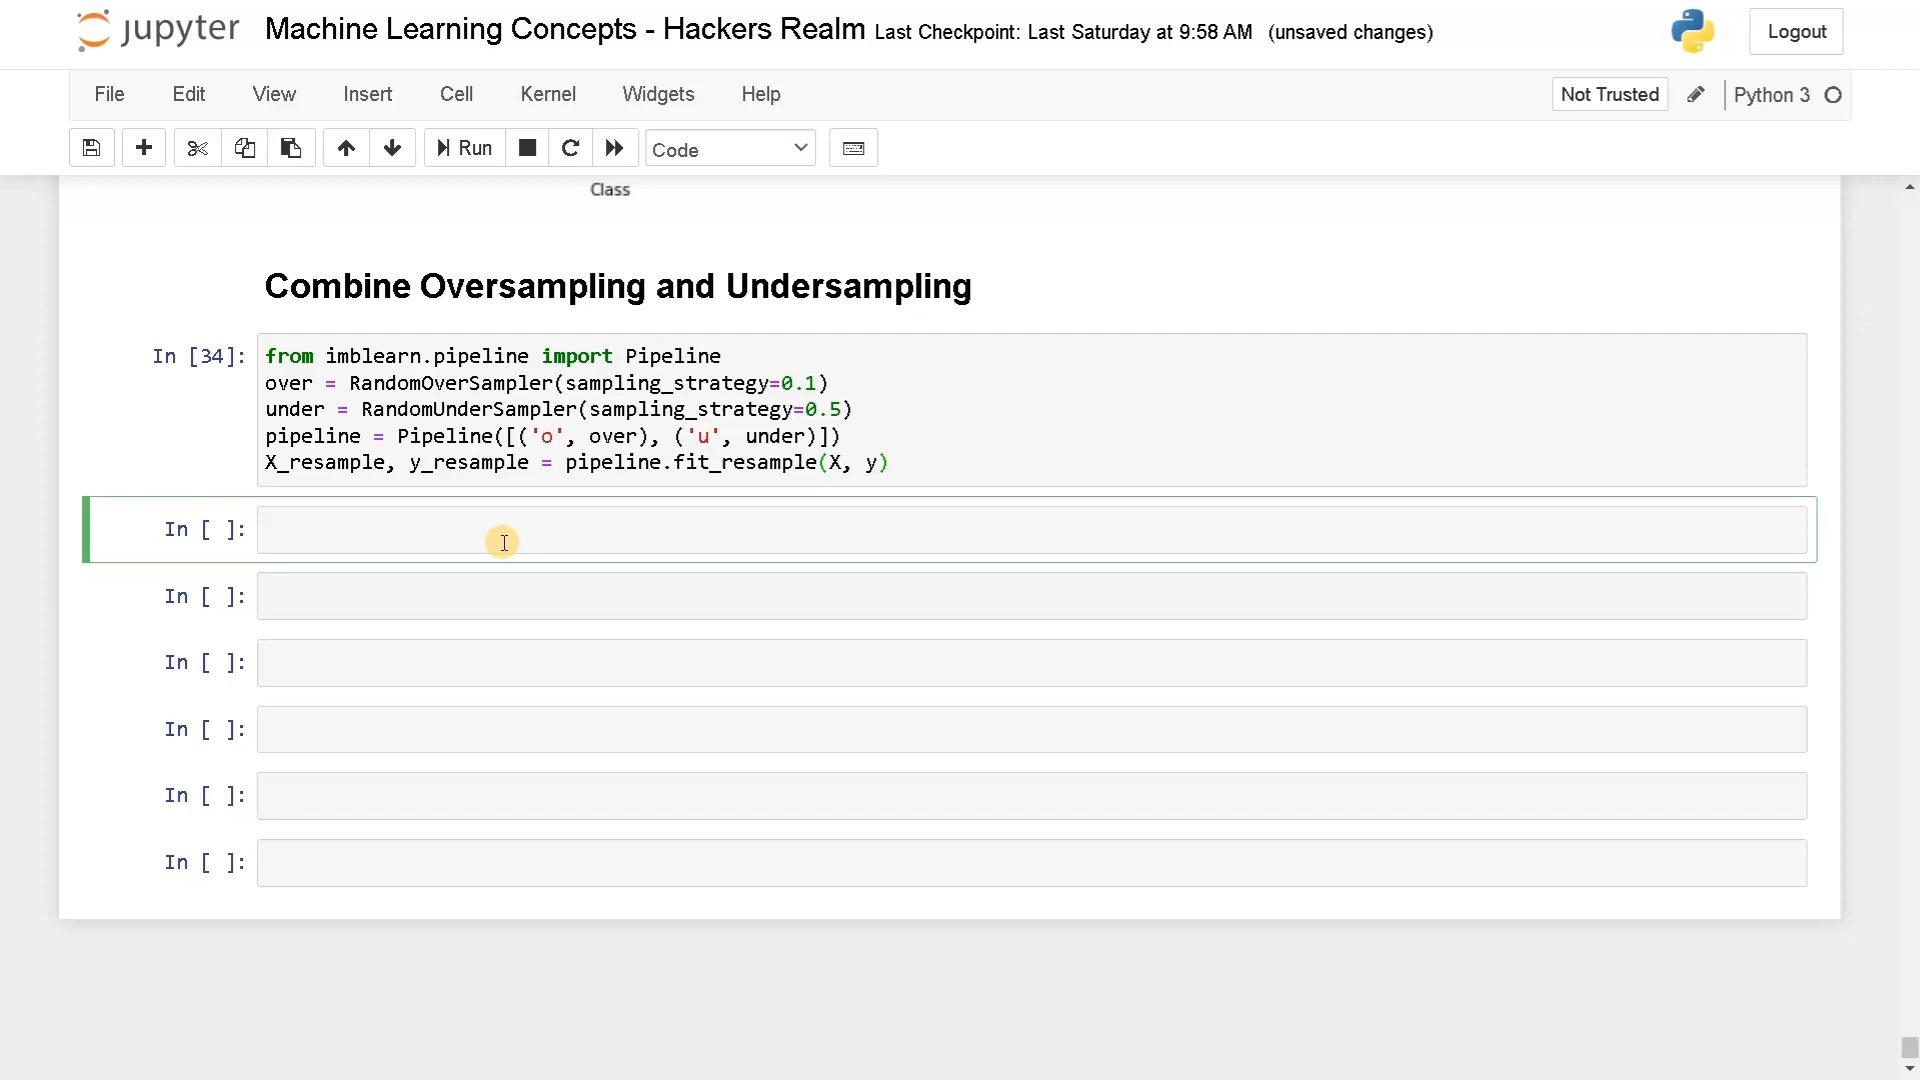 jupyter Machine Learning Concepts - Hackers Realm Last Checkpoint: Last Saturday at 9:58 AM (unsaved changes) Logout
File Edit View Insert Cell Kernel Widgets Help Not Trusted Python 3
Run Code
Class
Combine Oversampling and Undersampling
In [34]: from imblearn.pipeline import Pipeline
over = RandomOverSampler(sampling_strategy=0.1)
under = RandomUnderSampler(sampling_strategy=0.5)
pipeline = Pipeline([('o', over), ('u', under)])
X_resample, y_resample = pipeline.fit_resample(X, y)
In [ ]:
In [ ]:
In [ ]:
In [ ]:
In [ ]:
In [ ]: